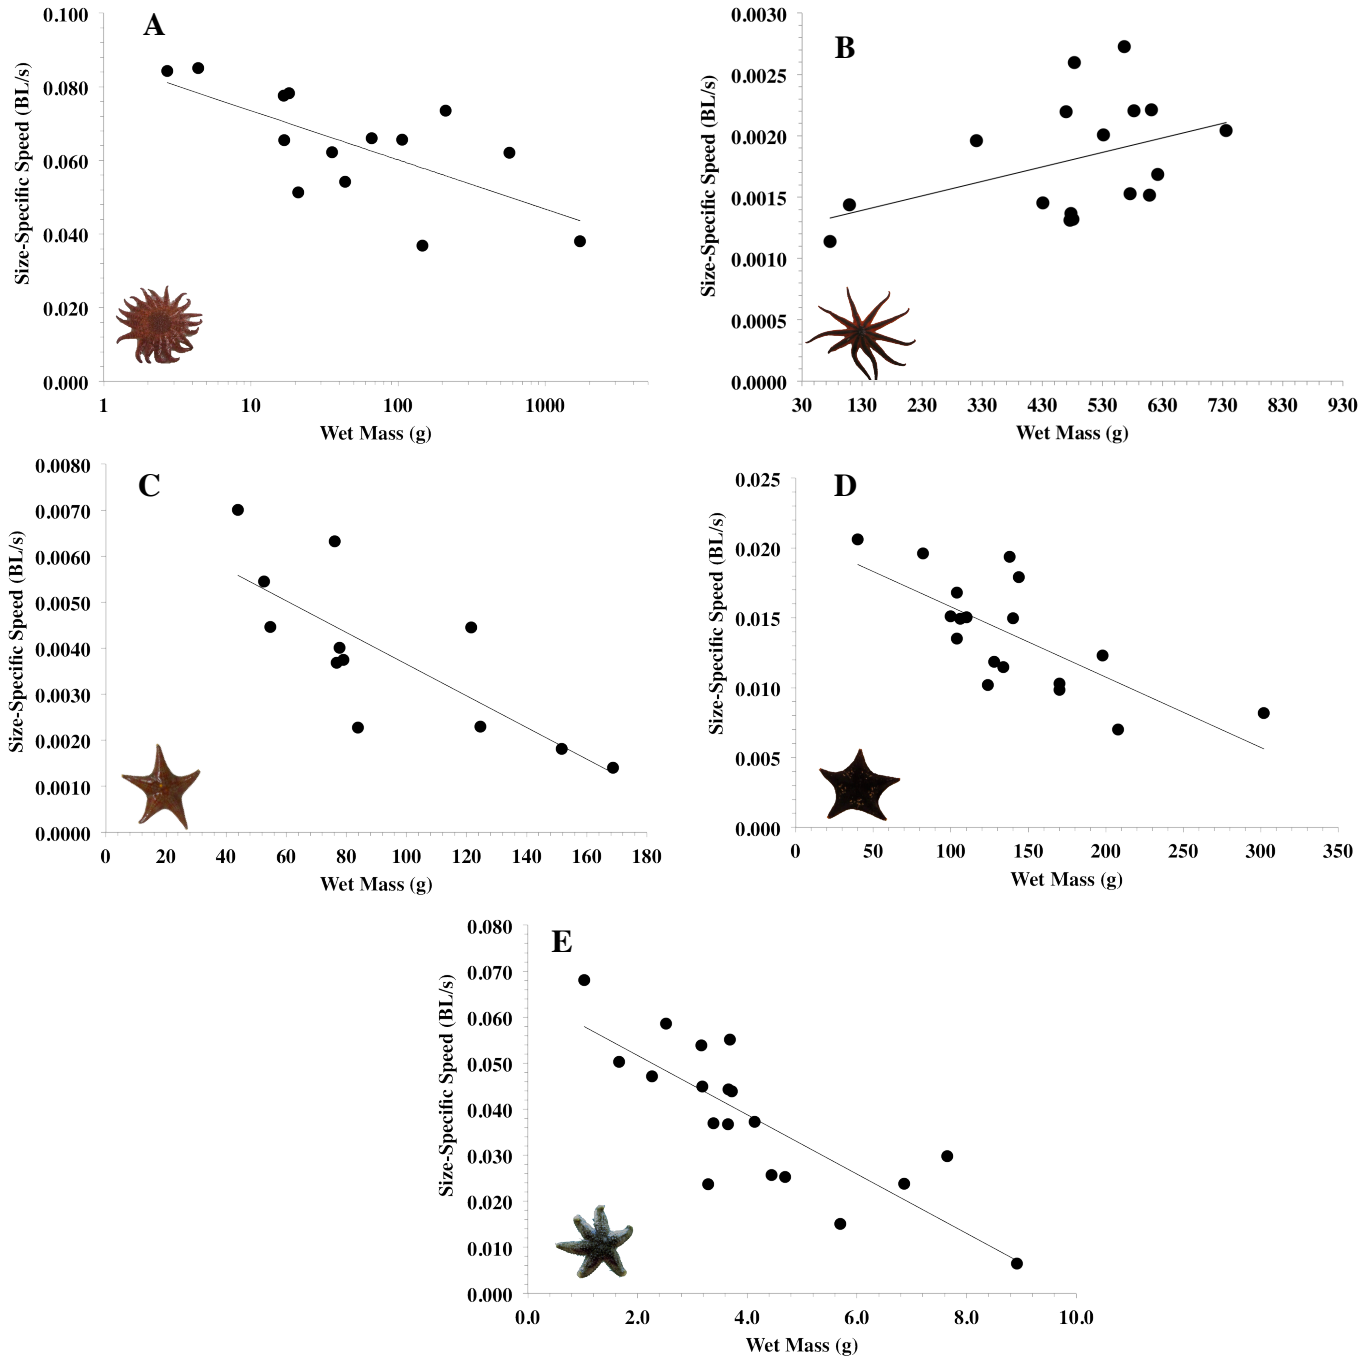 A
Size-Specific Speed (BL/s)
0.100
0.080
0.060
0.040
0.020
0.000
1 10 100 1000
Wet Mass (g)
B
Size-Specific Speed (BL/s)
0.0030
0.0025
0.0020
0.0015
0.0010
0.0005
0.0000
30 130 230 330 430 530 630 730 830 930
Wet Mass (g)
C
Size-Specific Speed (BL/s)
0.0080
0.0070
0.0060
0.0050
0.0040
0.0030
0.0020
0.0010
0.0000
0 20 40 60 80 100 120 140 160 180
Wet Mass (g)
D
Size-Specific Speed (BL/s)
0.025
0.020
0.015
0.010
0.005
0.000
0 50 100 150 200 250 300 350
Wet Mass (g)
E
Size-Specific Speed (BL/s)
0.080
0.070
0.060
0.050
0.040
0.030
0.020
0.010
0.000
0.0 2.0 4.0 6.0 8.0 10.0
Wet Mass (g)